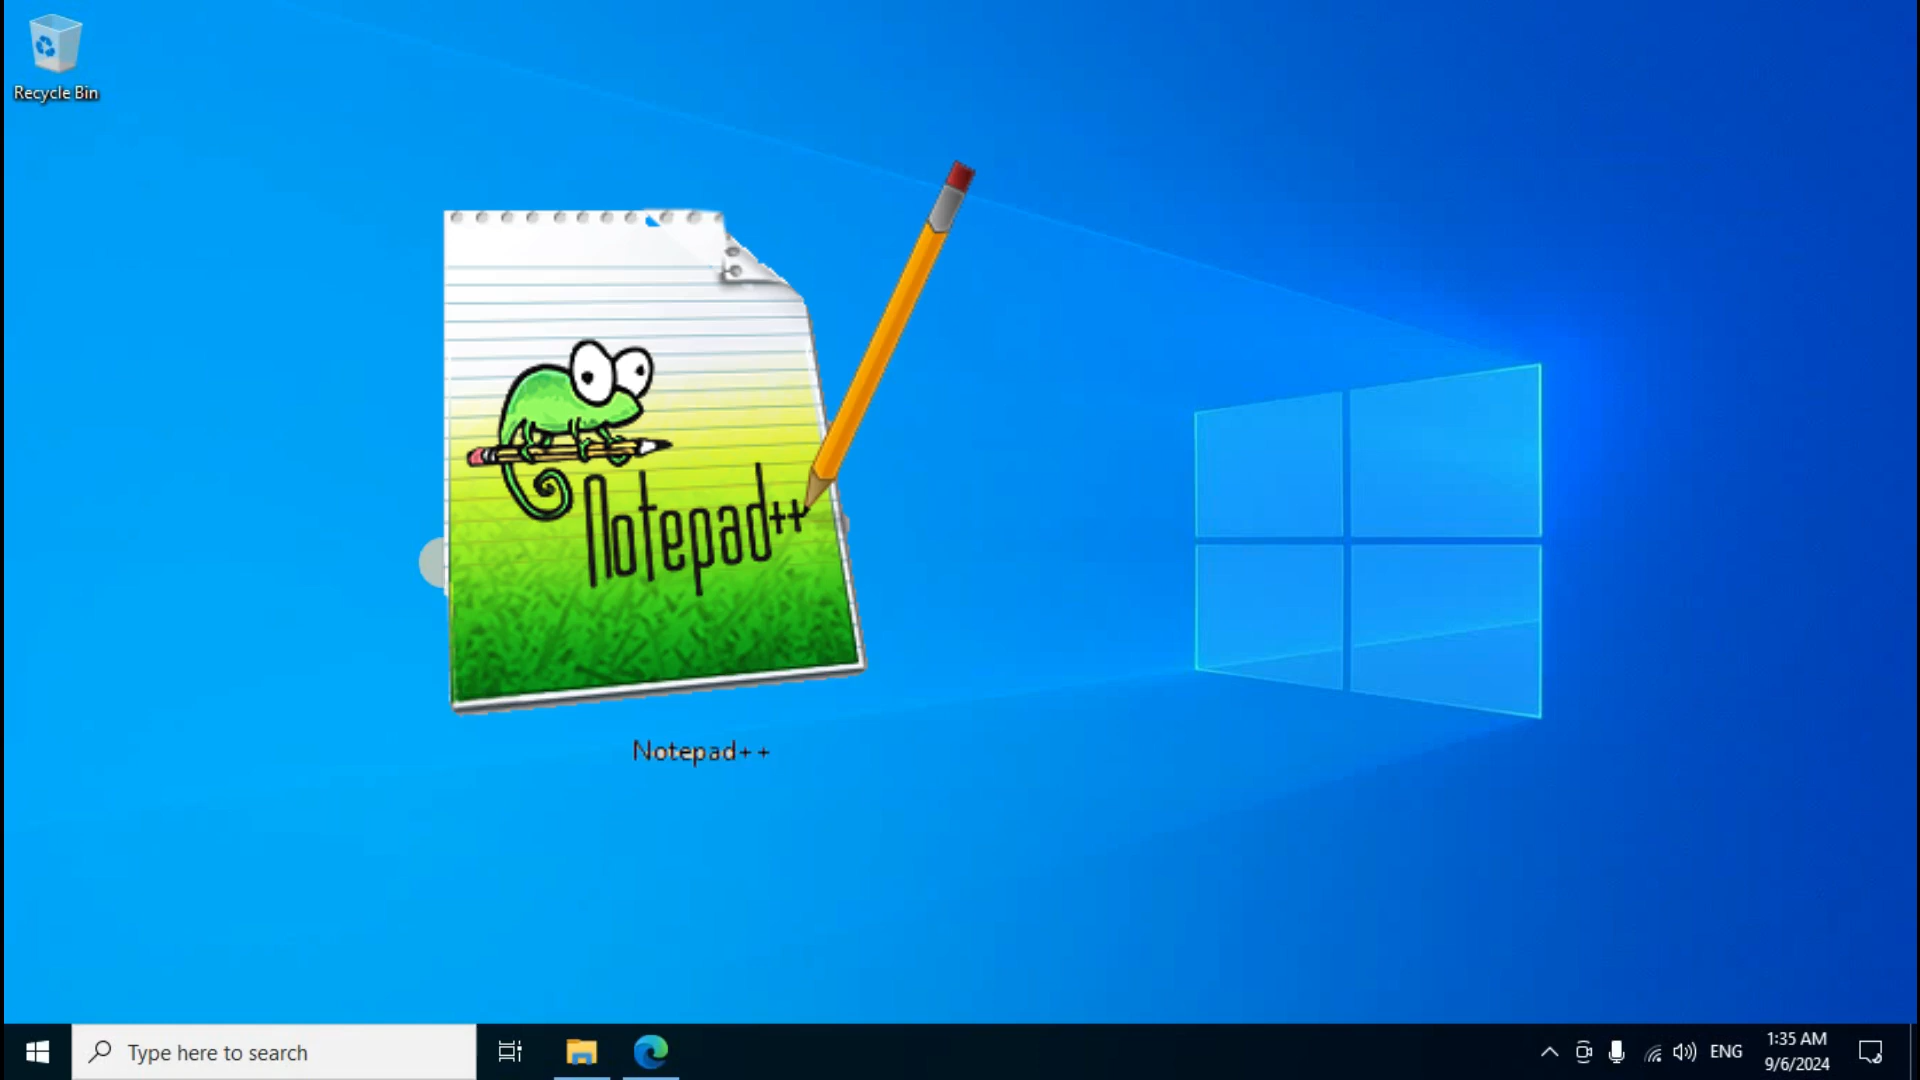 Recycle Bin
Notepad++
Notepad++
Type here to search
ENG
1:35 AM
9/6/2024